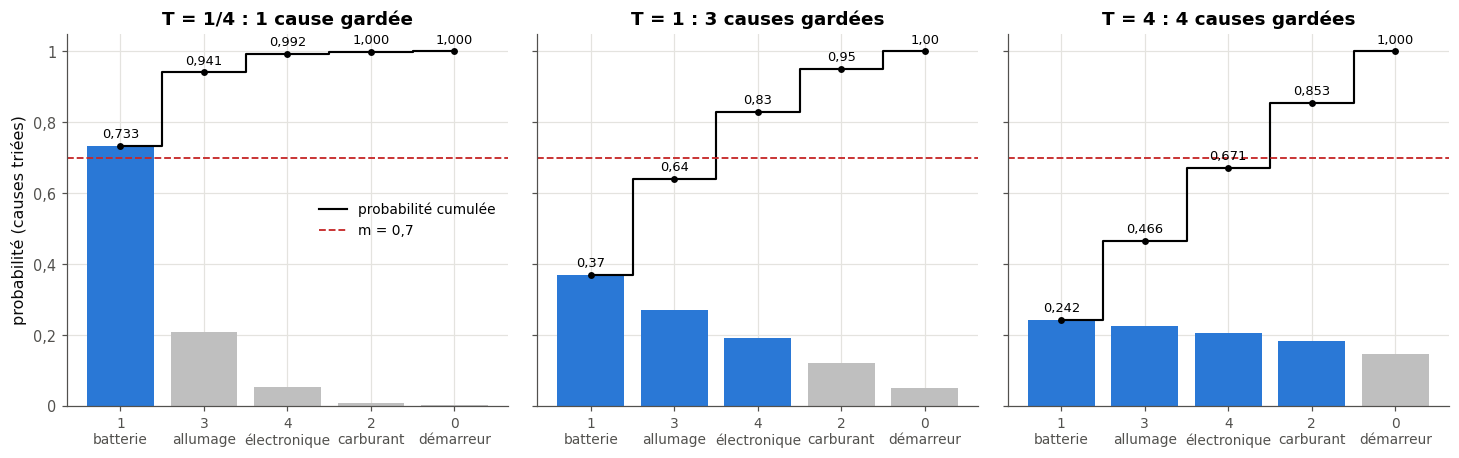 T = 1/4 : 1 cause gardée
T = 1 : 3 causes gardées
T = 4 : 4 causes gardées
probabilité (causes triées)
1
0,8
0,6
0,4
0,2
0
0,733
0,941
0,992
1,000
1,000
probabilité cumulée
m = 0,7
1
batterie
3
allumage
4
électronique
2
carburant
0
démarreur
0,37
0,64
0,83
0,95
1,00
1
batterie
3
allumage
4
électronique
2
carburant
0
démarreur
0,242
0,466
0,671
0,853
1,000
1
batterie
3
allumage
4
électronique
2
carburant
0
démarreur